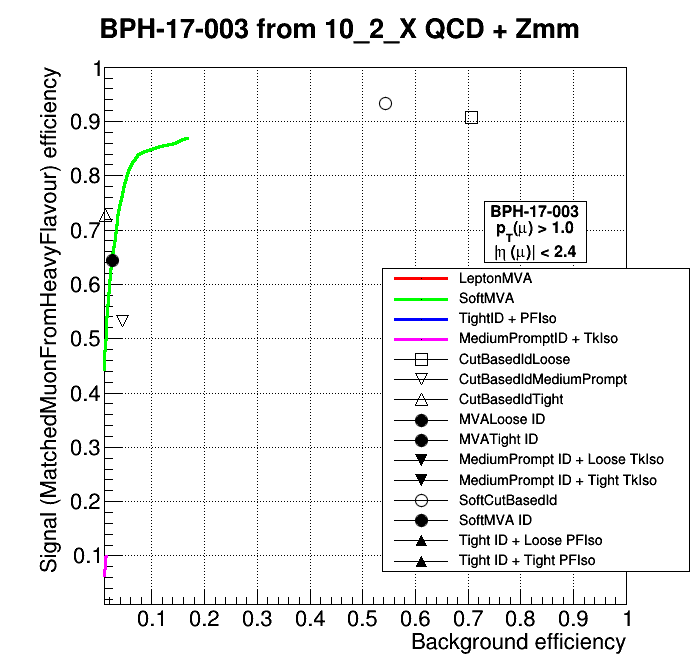 BPH-17-003 from 10_2_X QCD + Zmm
Signal (MatchedMuonFromHeavyFlavour) efficiency
1
0.9
0.8
0.7
0.6
0.5
0.4
0.3
0.2
0.1
BPH-17-003
pT(μ) > 1.0
|η (μ)| < 2.4
LeptonMVA
SoftMVA
TightID + PFIso
MediumPromptID + TkIso
CutBasedIdLoose
CutBasedIdMediumPrompt
CutBasedIdTight
MVALoose ID
MVATight ID
MediumPrompt ID + Loose TkIso
MediumPrompt ID + Tight TkIso
SoftCutBasedId
SoftMVA ID
Tight ID + Loose PFIso
Tight ID + Tight PFIso
0.1 0.2 0.3 0.4 0.5 0.6 0.7 0.8 0.9 1
Background efficiency